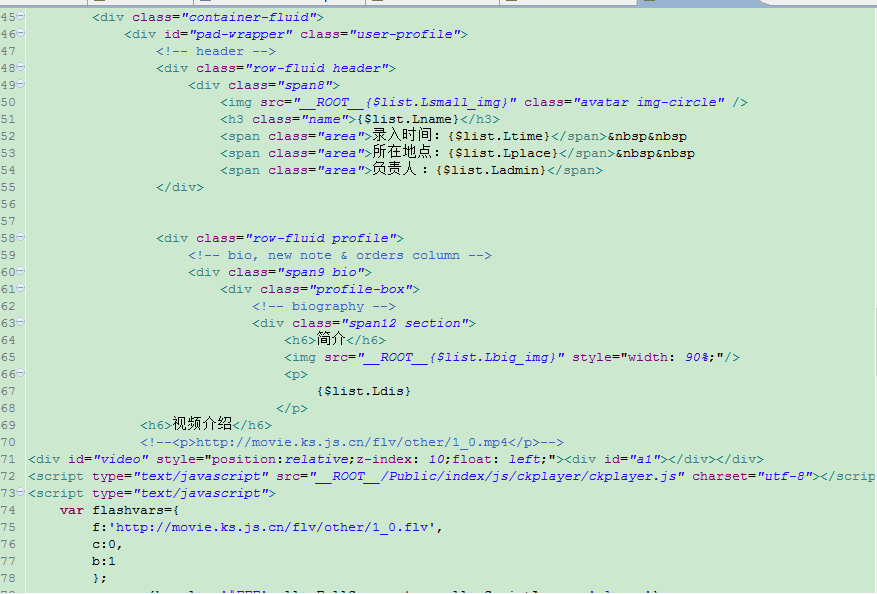 45 <div class="container-fluid">
46 <div id="pad-wrapper" class="user-profile">
47 <!-- header -->
48 <div class="row-fluid header">
49 <div class="span8">
50 <img src="__ROOT__{$list.Lsmall_img}" class="avatar img-circle" />
51 <h3 class="name">{$list.Lname}</h3>
52 <span class="area">录入时间：{$list.Ltime}</span>&nbsp&nbsp
53 <span class="area">所在地点：{$list.Lplace}</span>&nbsp&nbsp
54 <span class="area">负责人：{$list.Ladmin}</span>
55 </div>
56
57
58 <div class="row-fluid profile">
59 <!-- bio, new note & orders column -->
60 <div class="span9 bio">
61 <div class="profile-box">
62 <!-- biography -->
63 <div class="span12 section">
64 <h6>简介</h6>
65 <img src="__ROOT__{$list.Lbig_img}" style="width: 90%;"/>
66 <p>
67 {$list.Ldis}
68 </p>
69 <h6>视频介绍</h6>
70 <!--<p>http://movie.ks.js.cn/flv/other/1_0.mp4</p>-->
71 <div id="video" style="position:relative;z-index: 10;float: left;"><div id="a1"></div></div>
72 <script type="text/javascript" src="__ROOT__/Public/index/js/ckplayer/ckplayer.js" charset="utf-8"></scrip
73 <script type="text/javascript">
74 var flashvars={
75 f:'http://movie.ks.js.cn/flv/other/1_0.flv',
76 c:0,
77 b:1
78 };